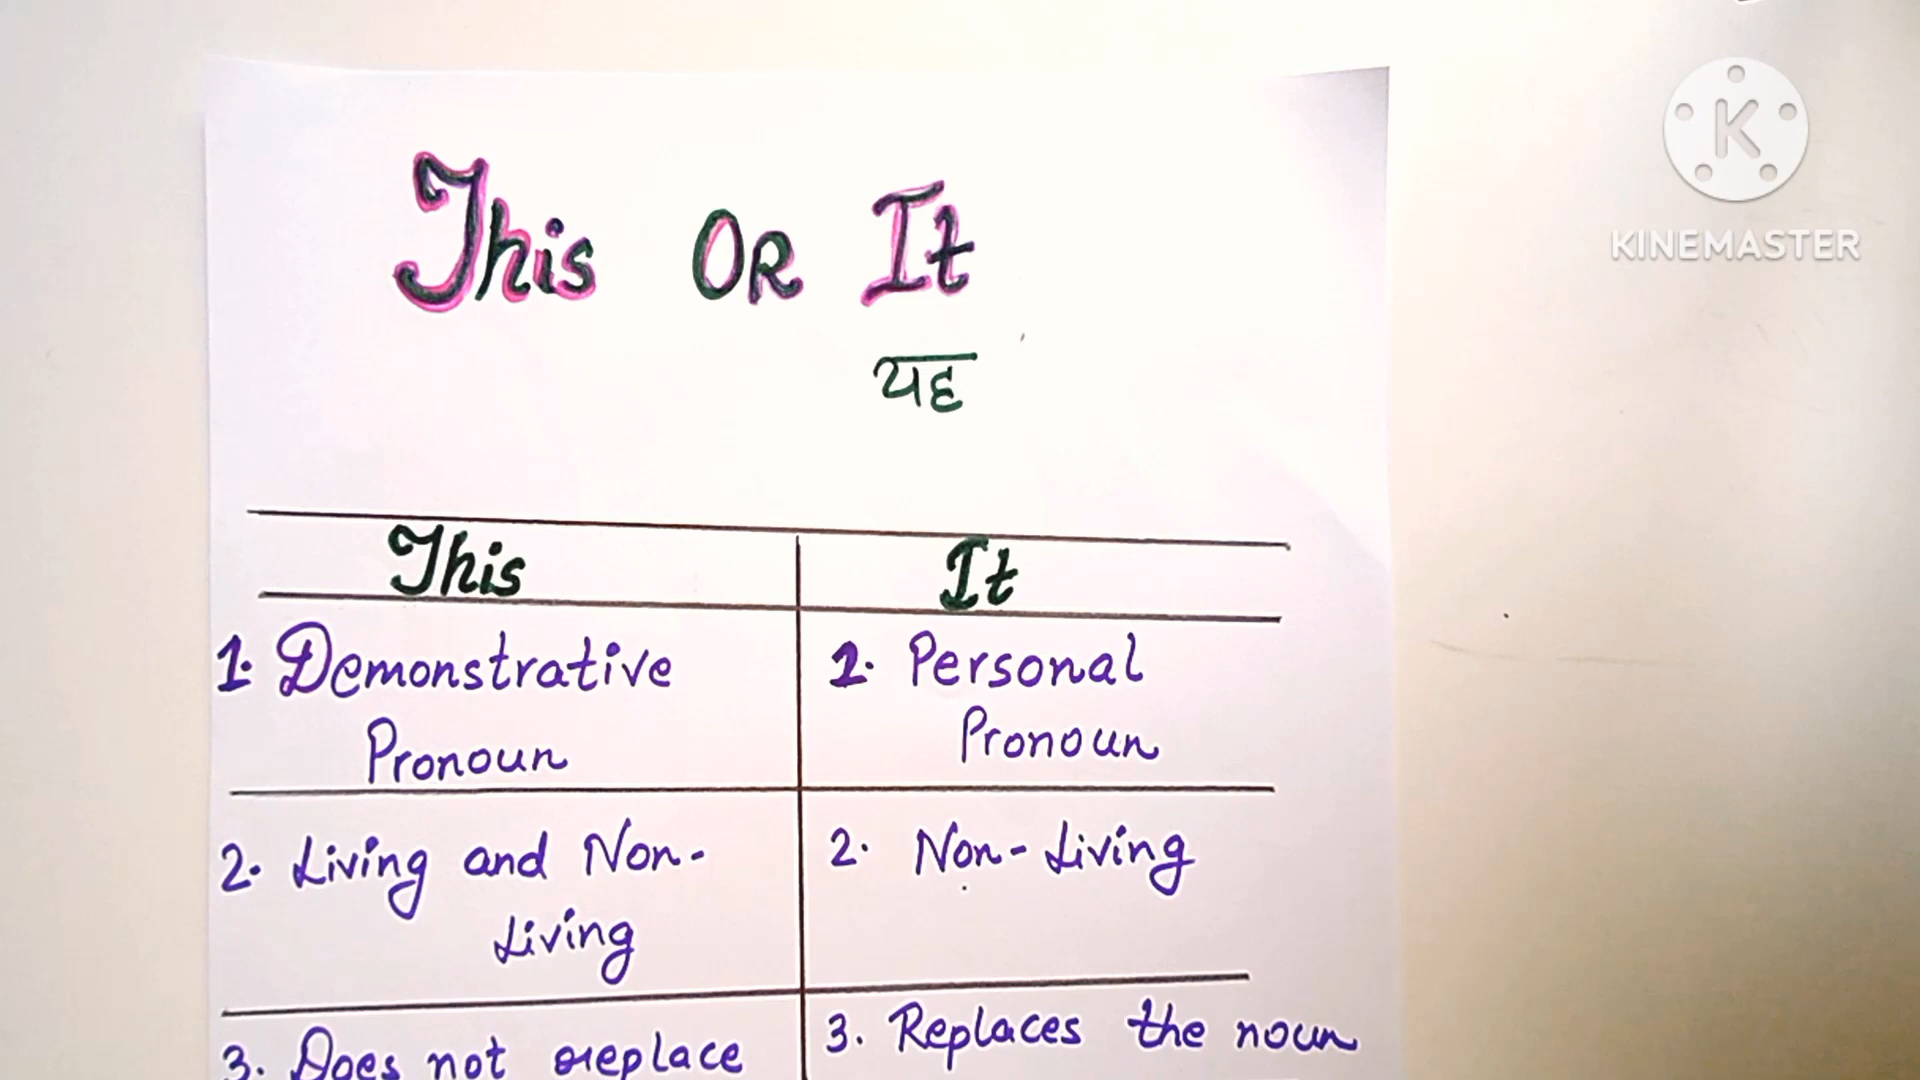 This OR It
यह
K
KINEMASTER
This
It
1. Demonstrative
Pronoun
1. Personal
Pronoun
2. Living and Non-
Living
2. Non-Living
3. Does not replace
3. Replaces the noun